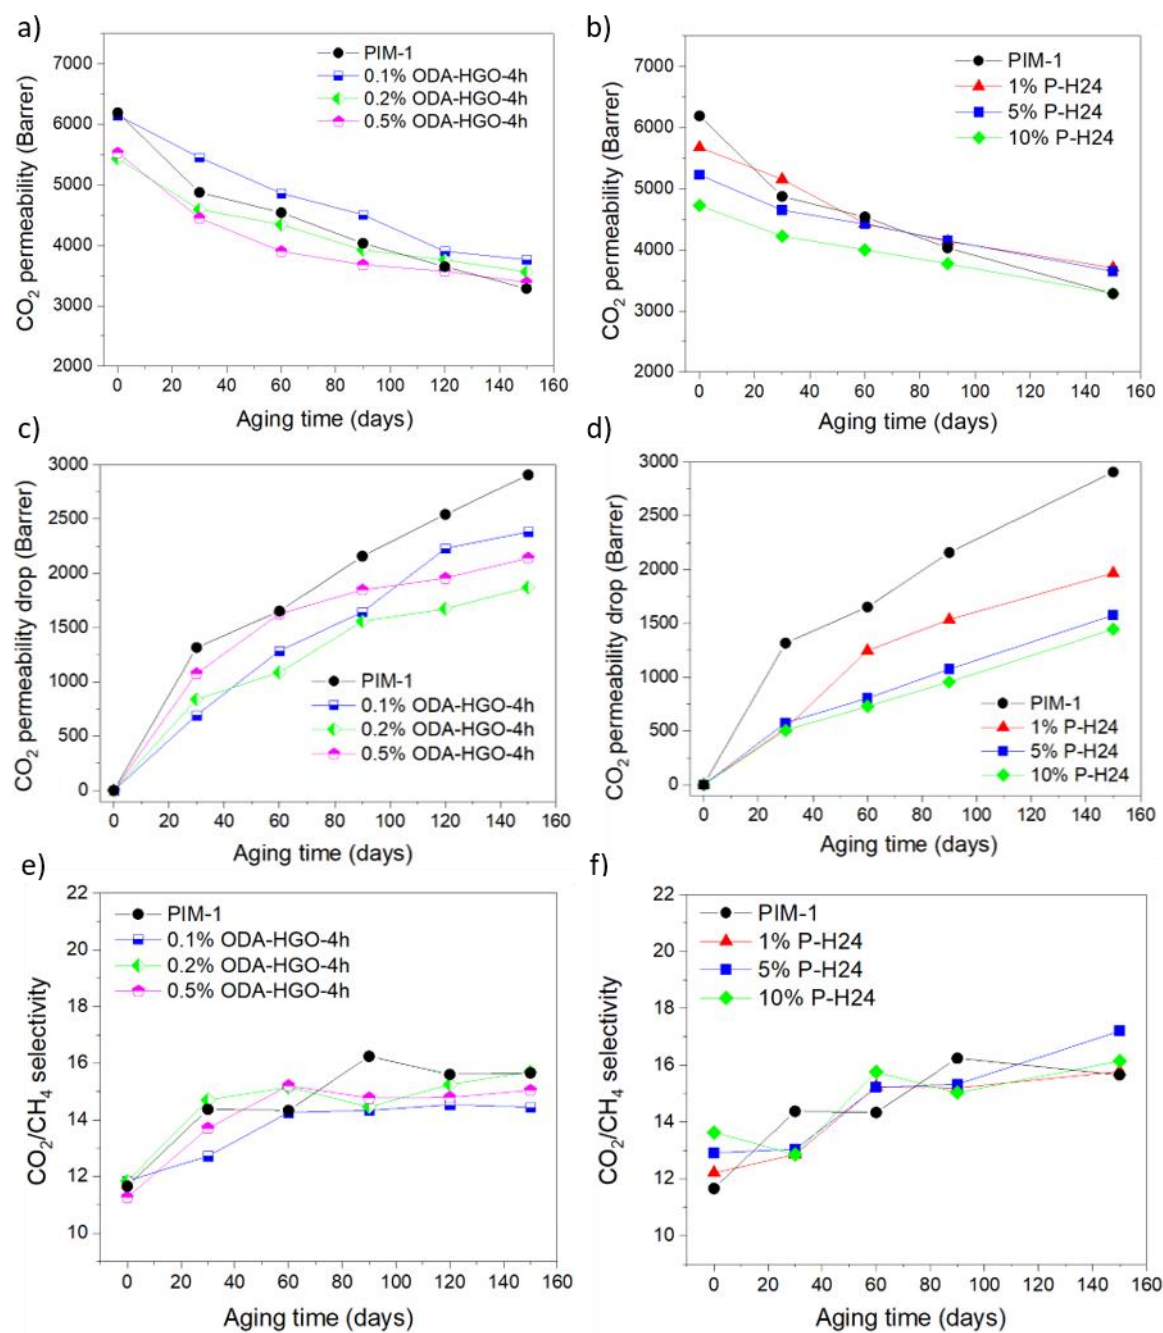 a)
CO2 permeability (Barrer)
7000
6000
5000
4000
3000
2000
PIM-1
0.1% ODA-HGO-4h
0.2% ODA-HGO-4h
0.5% ODA-HGO-4h
0 20 40 60 80 100 120 140 160
Aging time (days)
b)
CO2 permeability (Barrer)
7000
6000
5000
4000
3000
2000
PIM-1
1% P-H24
5% P-H24
10% P-H24
0 20 40 60 80 100 120 140 160
Aging time (days)
c)
CO2 permeability drop (Barrer)
3000
2500
2000
1500
1000
500
0
PIM-1
0.1% ODA-HGO-4h
0.2% ODA-HGO-4h
0.5% ODA-HGO-4h
0 20 40 60 80 100 120 140 160
Aging time (days)
d)
CO2 permeability drop (Barrer)
3000
2500
2000
1500
1000
500
0
PIM-1
1% P-H24
5% P-H24
10% P-H24
0 20 40 60 80 100 120 140 160
Aging time (days)
e)
CO2/CH4 selectivity
22
20
18
16
14
12
10
PIM-1
0.1% ODA-HGO-4h
0.2% ODA-HGO-4h
0.5% ODA-HGO-4h
0 20 40 60 80 100 120 140 160
Aging time (days)
f)
CO2/CH4 selectivity
22
20
18
16
14
12
10
PIM-1
1% P-H24
5% P-H24
10% P-H24
0 20 40 60 80 100 120 140 160
Aging time (days)